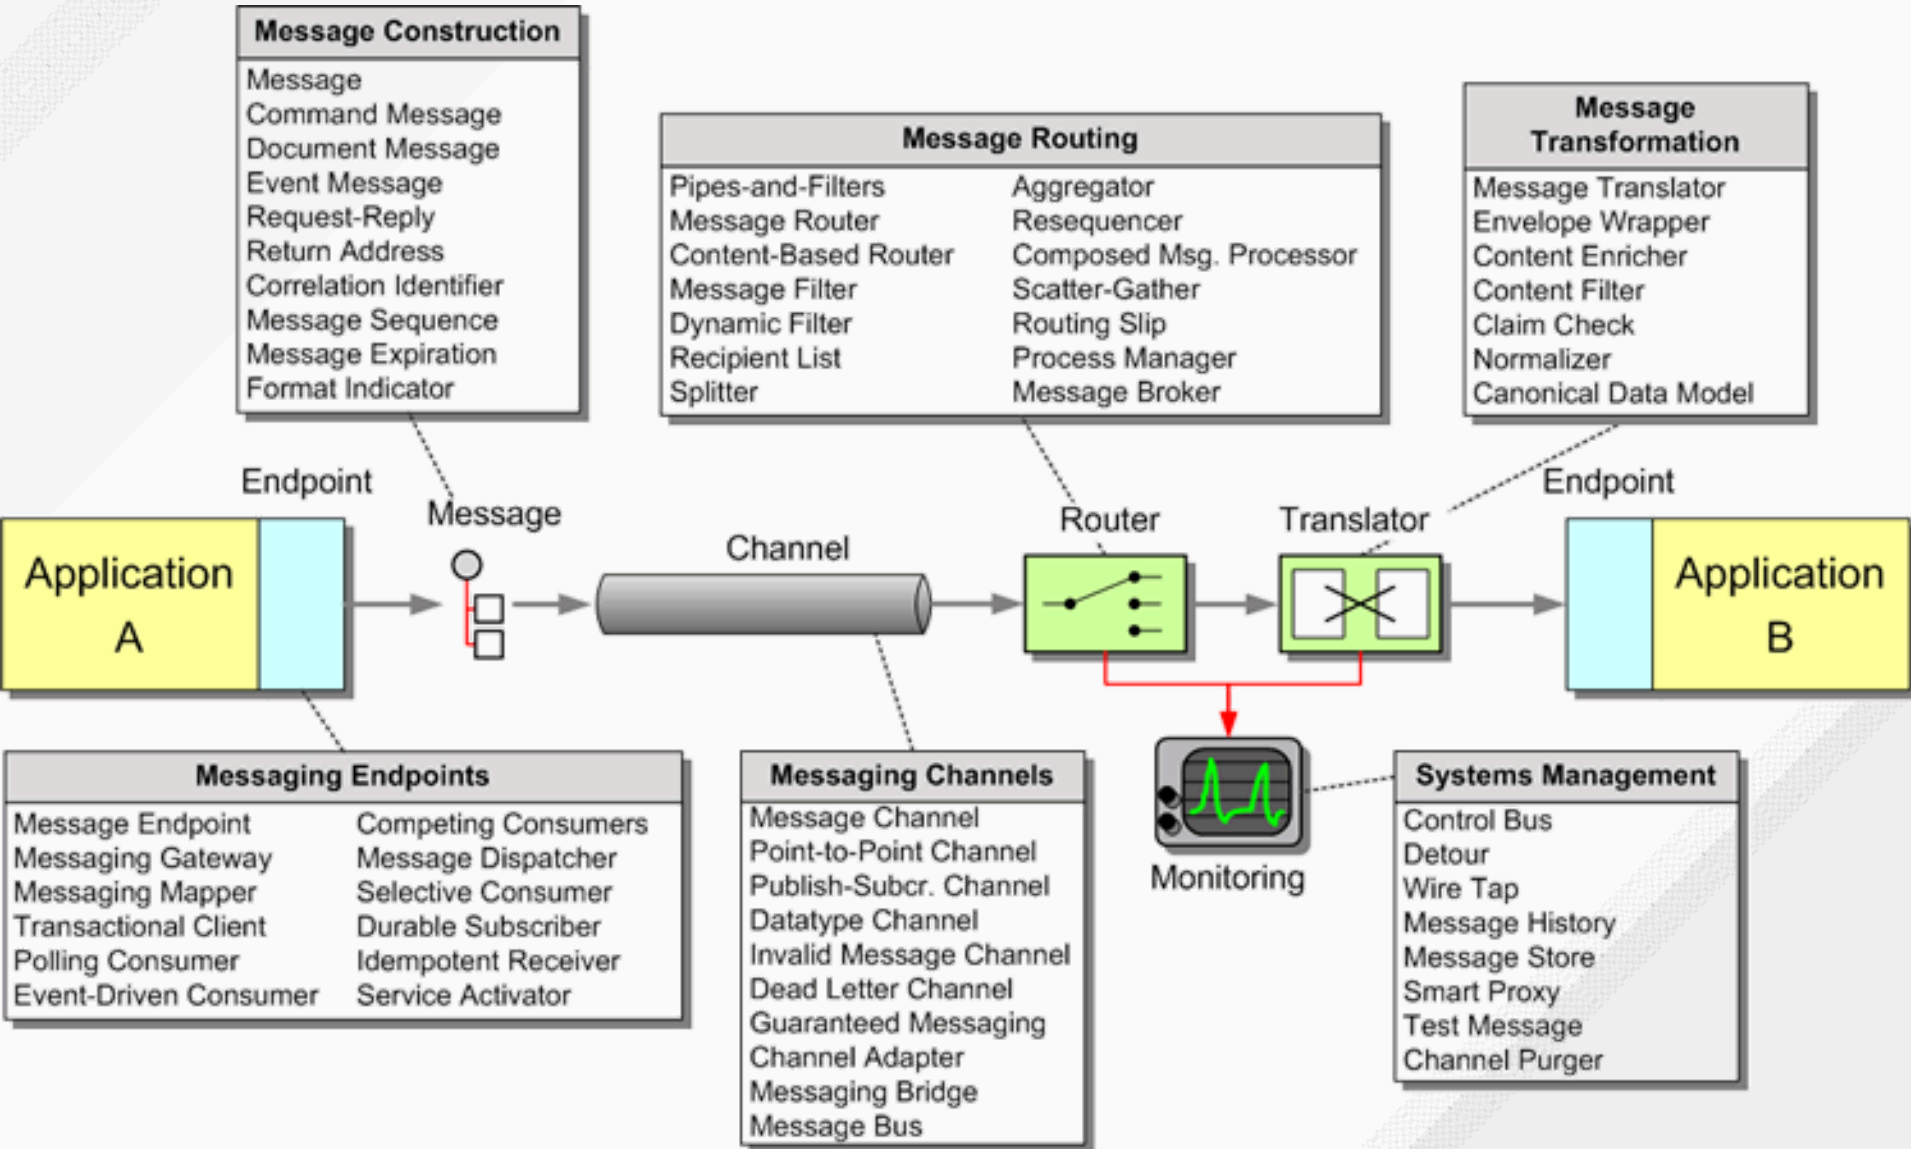 Message Construction
Message
Command Message
Document Message
Event Message
Request-Reply
Return Address
Correlation Identifier
Message Sequence
Message Expiration
Format Indicator
Message Routing
Pipes-and-Filters
Message Router
Content-Based Router
Message Filter
Dynamic Filter
Recipient List
Splitter
Aggregator
Resequencer
Composed Msg. Processor
Scatter-Gather
Routing Slip
Process Manager
Message Broker
Message
Transformation
Message Translator
Envelope Wrapper
Content Enricher
Content Filter
Claim Check
Normalizer
Canonical Data Model
Endpoint
Message
Channel
Router
Translator
Endpoint
Application
A
Application
B
Messaging Endpoints
Message Endpoint
Messaging Gateway
Messaging Mapper
Transactional Client
Polling Consumer
Event-Driven Consumer
Competing Consumers
Message Dispatcher
Selective Consumer
Durable Subscriber
Idempotent Receiver
Service Activator
Messaging Channels
Message Channel
Point-to-Point Channel
Publish-Subcr. Channel
Datatype Channel
Invalid Message Channel
Dead Letter Channel
Guaranteed Messaging
Channel Adapter
Messaging Bridge
Message Bus
Monitoring
Systems Management
Control Bus
Detour
Wire Tap
Message History
Message Store
Smart Proxy
Test Message
Channel Purger